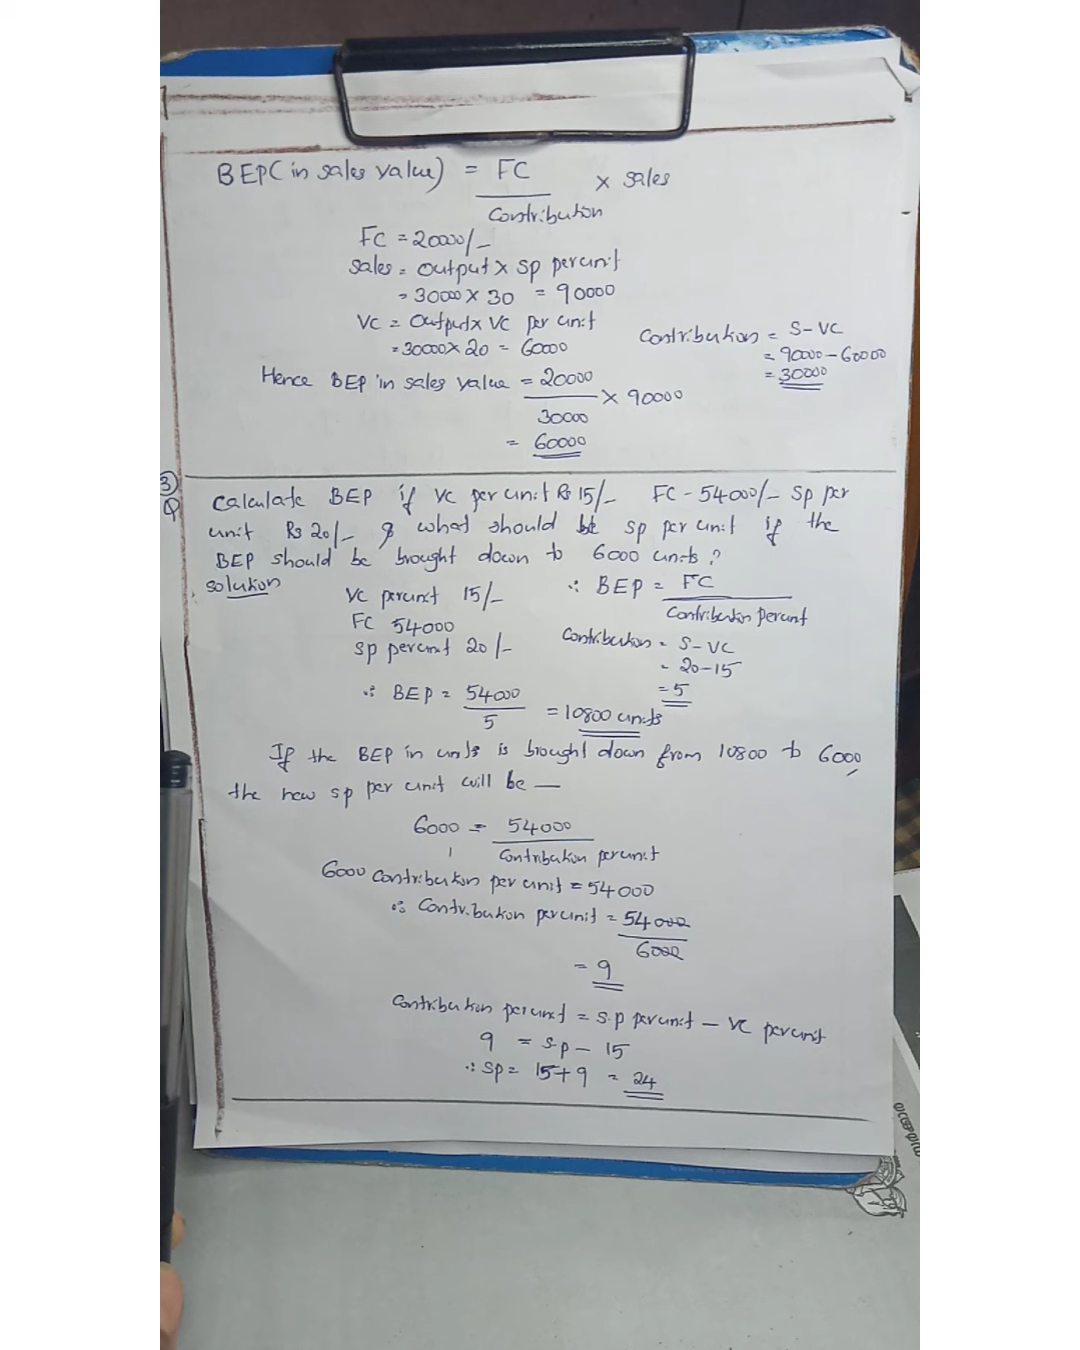 BEP (in sales value) = FC / Contribution × sales
FC = 20000/-
Sales = output × sp per unit
= 30000 × 30 = 90000
VC = Output × VC per unit
= 30000 × 20 = 60000
Contribution = S-VC
= 90000 - 60000
= 30000
Hence BEP in sales value = 20000 / 30000 × 90000
= 60000
3
Q
Calculate BEP if VC per unit Rs 15/- FC - 54000/- Sp per
unit Rs 20/- & what should be sp per unit if the
BEP should be brought down to 6000 units?
solution
VC per unit 15/-
FC 54000
Sp per unit 20/-
∴ BEP = FC / Contribution per unit
Contribution = S-VC
= 20-15
= 5
∴ BEP = 54000 / 5 = 10800 units
If the BEP in units is brought down from 10800 to 6000
the new sp per unit will be —
6000 = 54000 / Contribution per unit
1
6000 Contribution per unit = 54000
∴ Contribution per unit = 54000 / 6000
= 9
Contribution per unit = S.p per unit - VC per unit
9 = S.p - 15
∴ Sp = 15+9 = 24